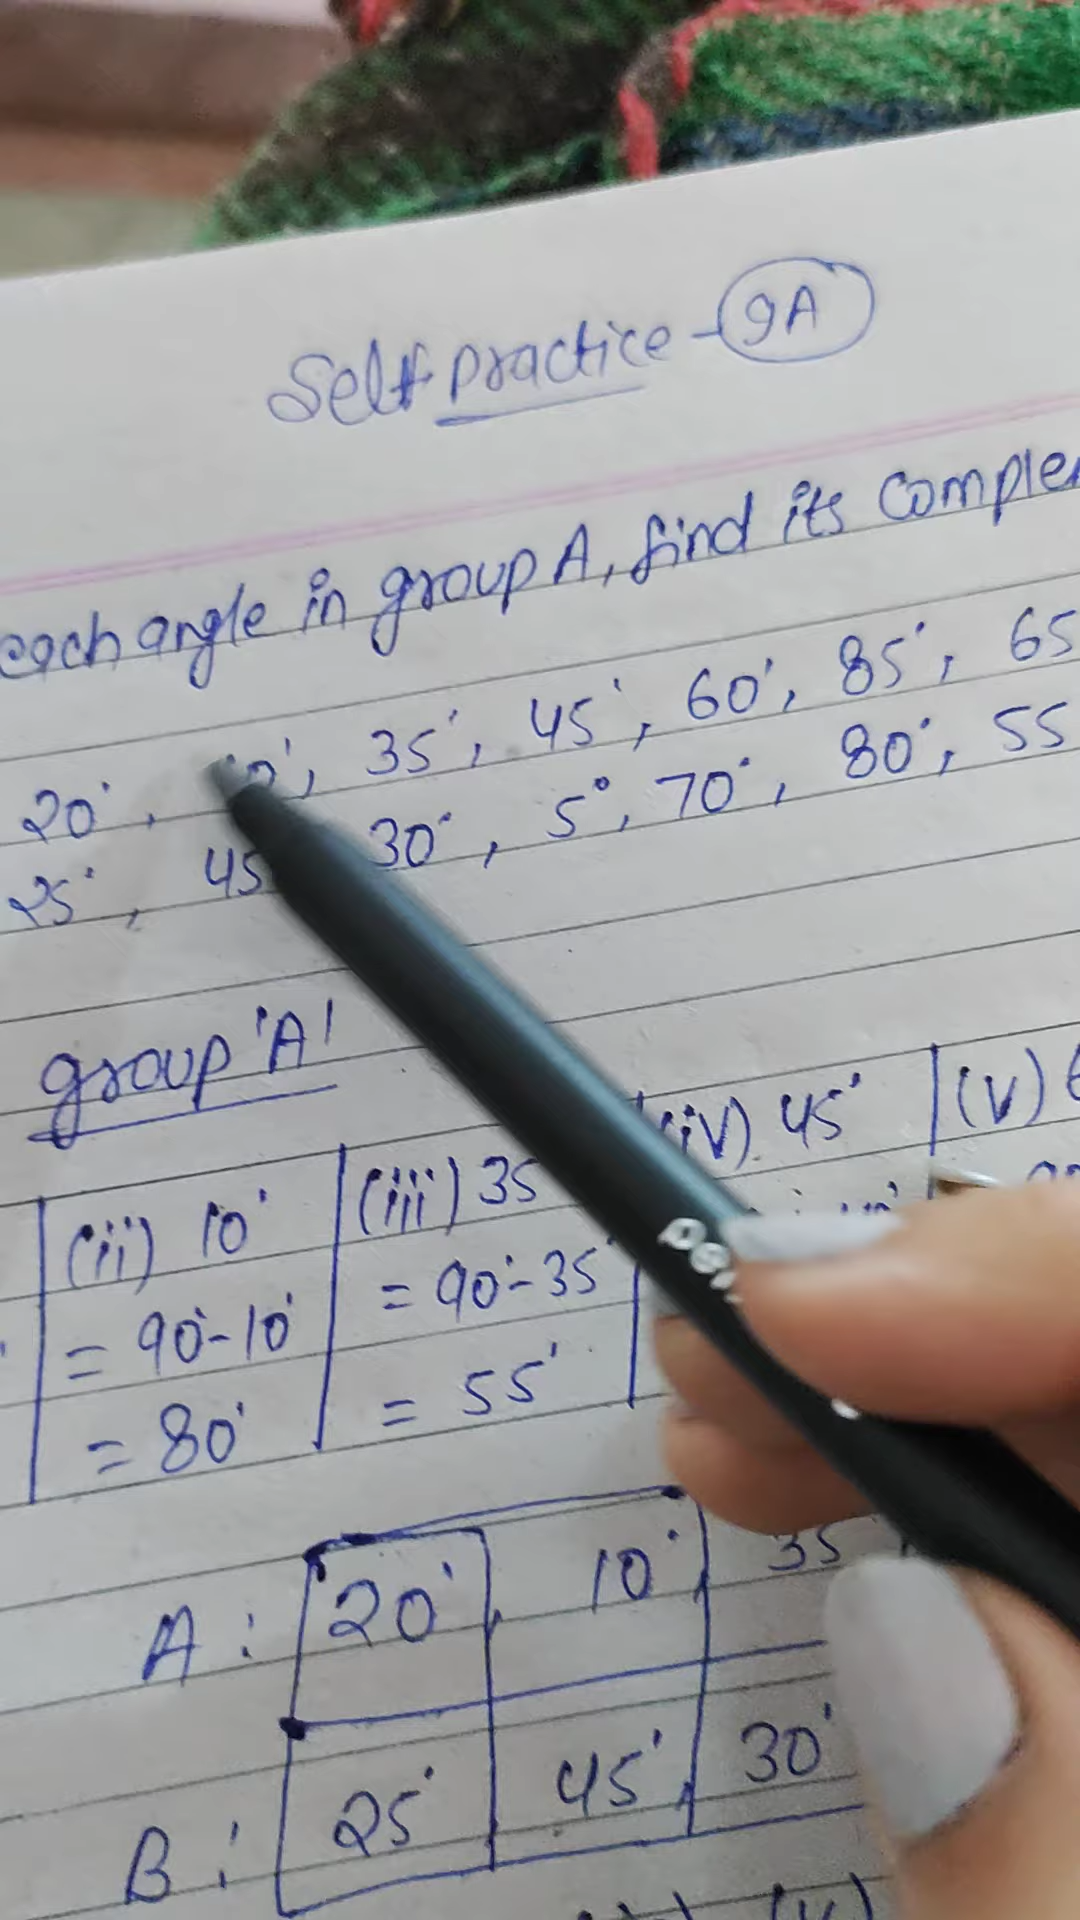 Self practice - 9A
each angle in group A, find its
20°, 35°, 45°, 60°, 85°, 65
25°, 45 30°, 5°, 70°, 80°, 55
group 'A'
(ii) 10° (iii) 35 (iv) 45° (v)
= 90°-10° = 90°-35°
= 80° = 55°
A : 20°, 10°, 35
B : 25° 45°, 30°